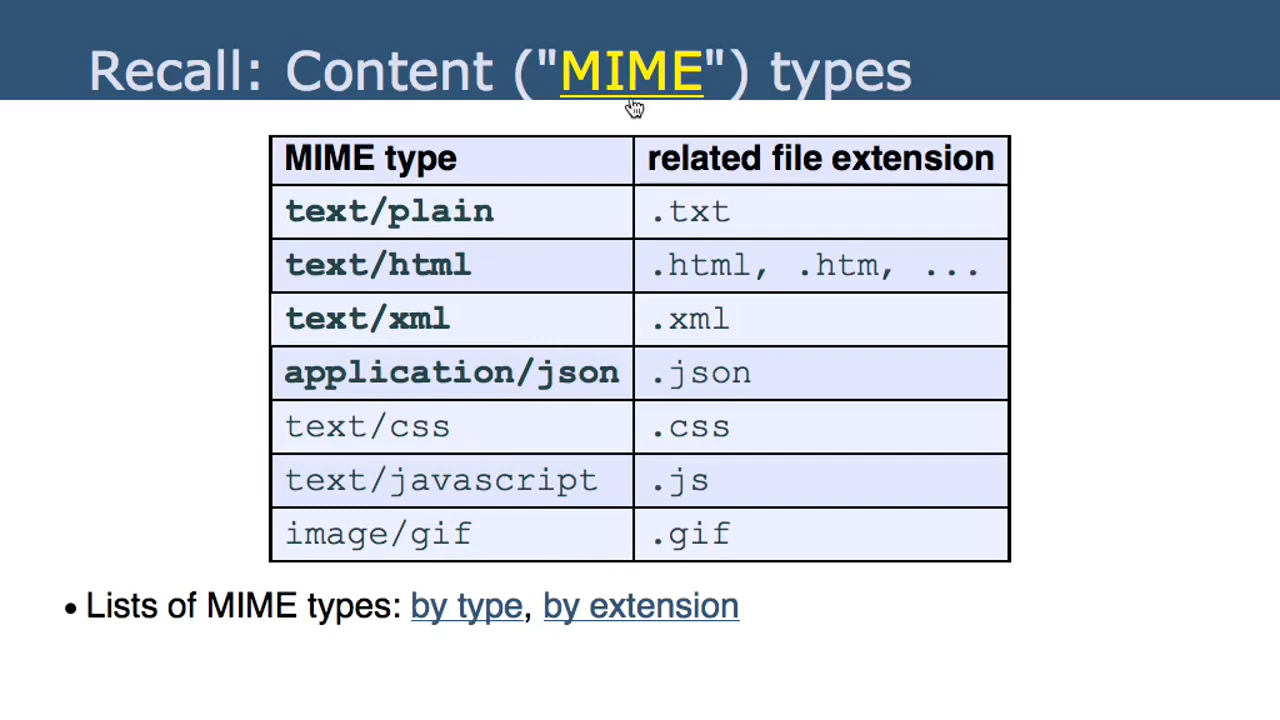 Recall: Content ("MIME") types
MIME type related file extension
text/plain .txt
text/html .html, .htm, ...
text/xml .xml
application/json .json
text/css .css
text/javascript .js
image/gif .gif
• Lists of MIME types: by type, by extension